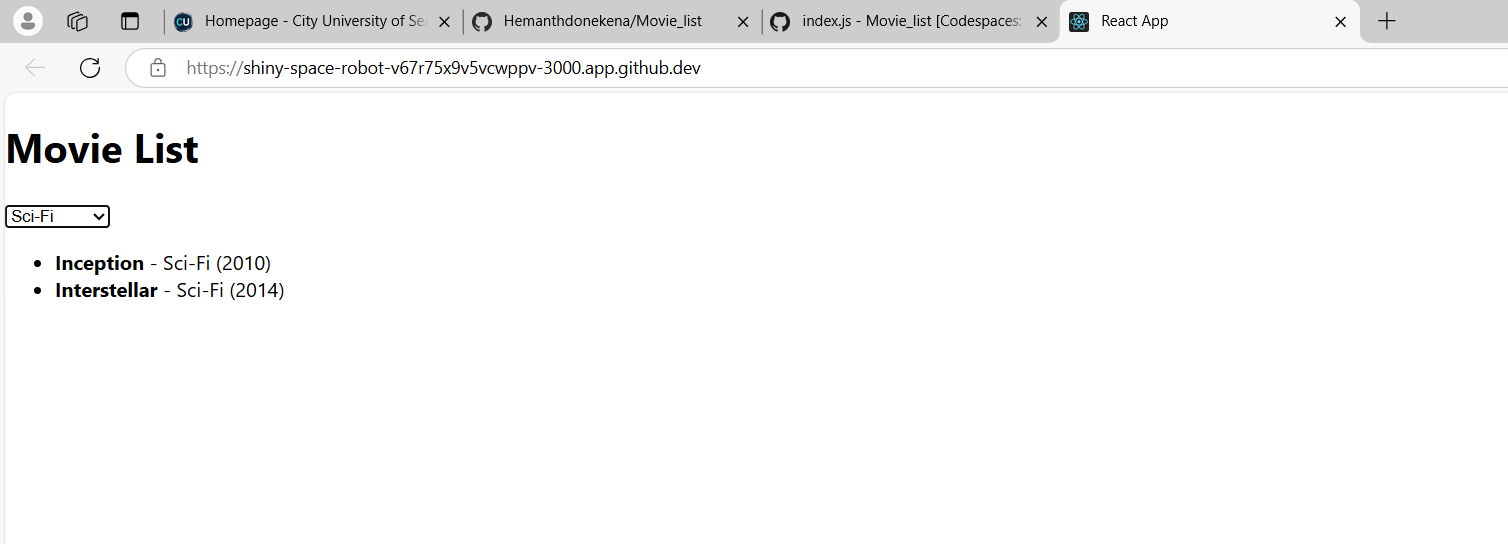 Homepage - City University of Sea
Hemanthdonekena/Movie_list
index.js - Movie_list [Codespaces:
React App
https://shiny-space-robot-v67r75x9v5vcwppv-3000.app.github.dev
Movie List
Sci-Fi
• Inception - Sci-Fi (2010)
• Interstellar - Sci-Fi (2014)